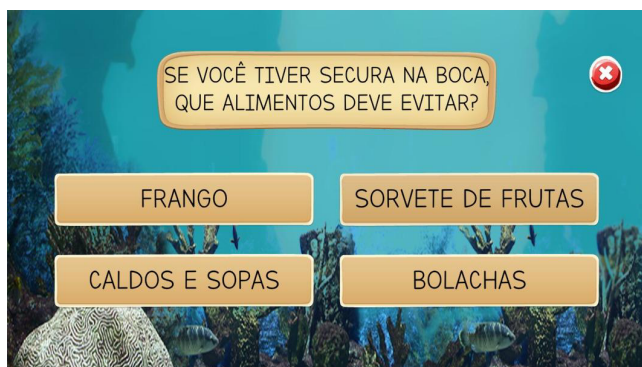 SE VOCÊ TIVER SECURA NA BOCA,
QUE ALIMENTOS DEVE EVITAR?
FRANGO
SORVETE DE FRUTAS
CALDOS E SOPAS
BOLACHAS